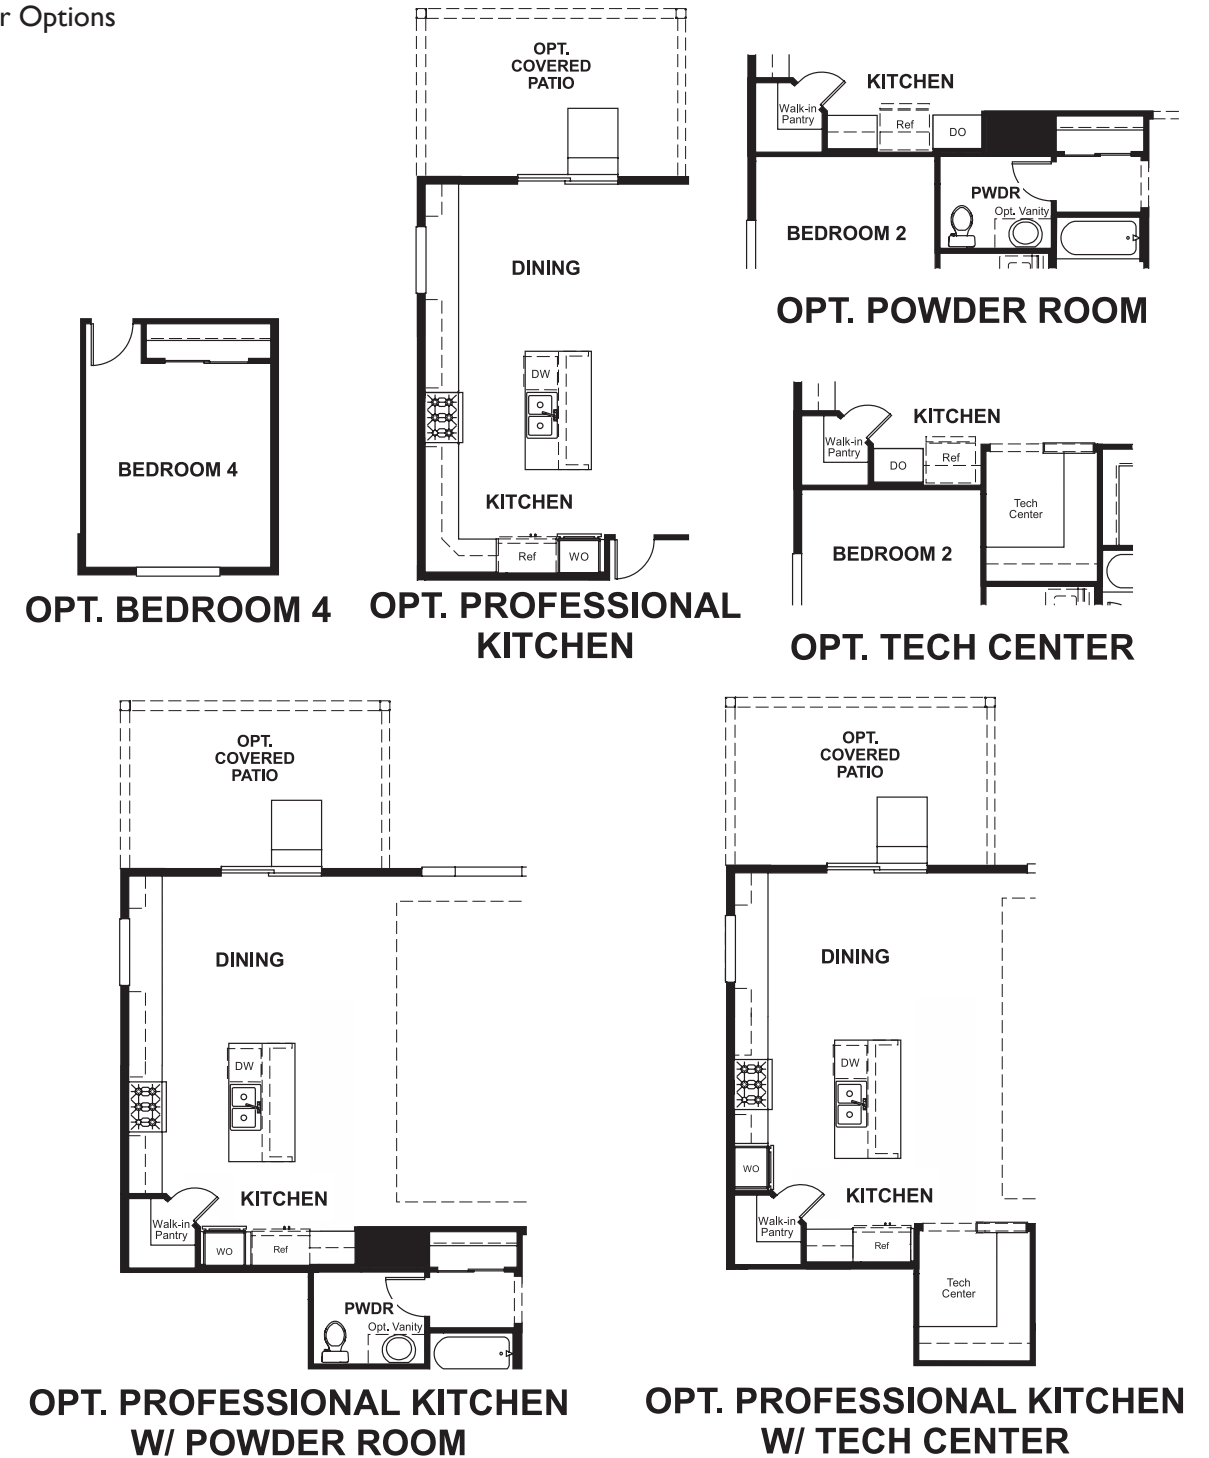 r Options
OPT.
COVERED
PATIO
DINING
DW
KITCHEN
Ref
WO
OPT. PROFESSIONAL
KITCHEN
KITCHEN
Walk-in
Pantry
Ref
DO
PWDR
Opt. Vanity
BEDROOM 2
OPT. POWDER ROOM
BEDROOM 4
OPT. BEDROOM 4
KITCHEN
Walk-in
Pantry
DO
Ref
Tech
Center
BEDROOM 2
OPT. TECH CENTER
OPT.
COVERED
PATIO
DINING
DW
KITCHEN
Walk-in
Pantry
WO
Ref
PWDR
Opt. Vanity
OPT. PROFESSIONAL KITCHEN
W/ POWDER ROOM
OPT.
COVERED
PATIO
DINING
DW
WO
KITCHEN
Walk-in
Pantry
Ref
Tech
Center
OPT. PROFESSIONAL KITCHEN
W/ TECH CENTER